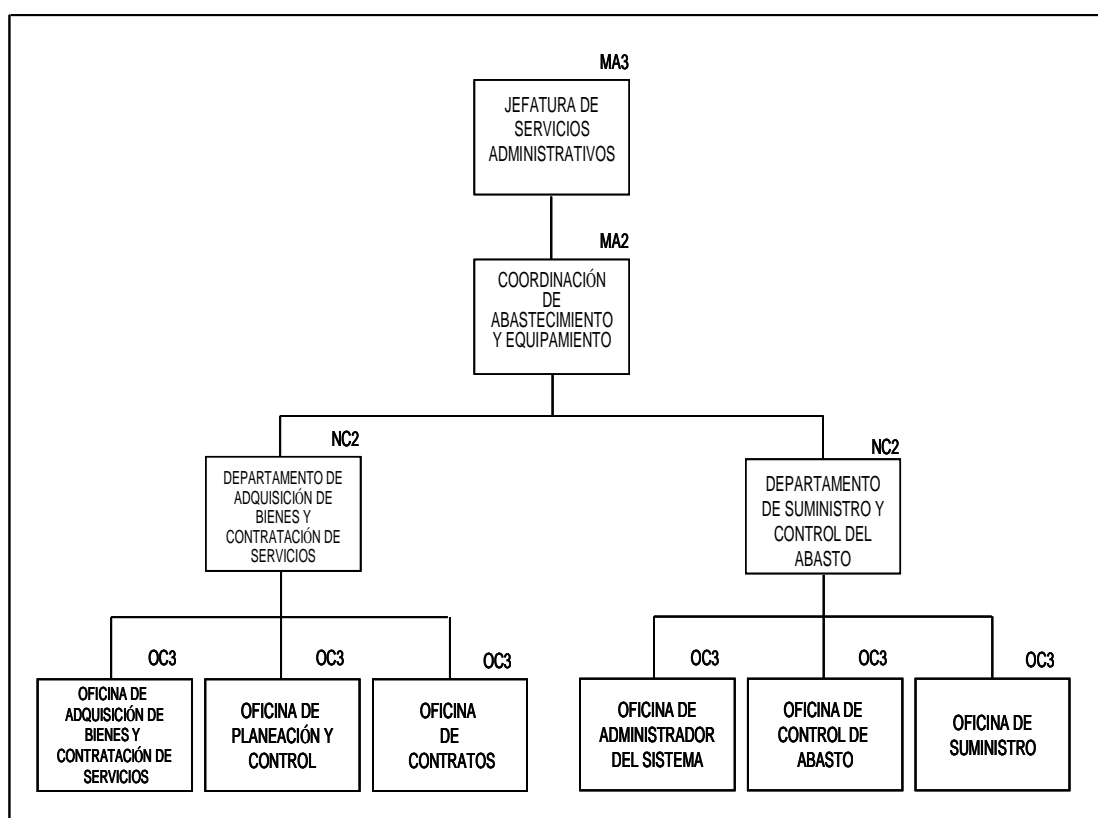 MA3
JEFATURA DE
SERVICIOS
ADMINISTRATIVOS
MA2
COORDINACIÓN
DE
ABASTECIMIENTO
Y EQUIPAMIENTO
NC2
DEPARTAMENTO DE
ADQUISICIÓN DE
BIENES Y
CONTRATACIÓN DE
SERVICIOS
NC2
DEPARTAMENTO
DE SUMINISTRO Y
CONTROL DEL
ABASTO
OC3
OFICINA DE
ADQUISICIÓN DE
BIENES Y
CONTRATACIÓN DE
SERVICIOS
OC3
OFICINA DE
PLANEACIÓN Y
CONTROL
OC3
OFICINA
DE
CONTRATOS
OC3
OFICINA DE
ADMINISTRADOR
DEL SISTEMA
OC3
OFICINA DE
CONTROL DE
ABASTO
OC3
OFICINA DE
SUMINISTRO